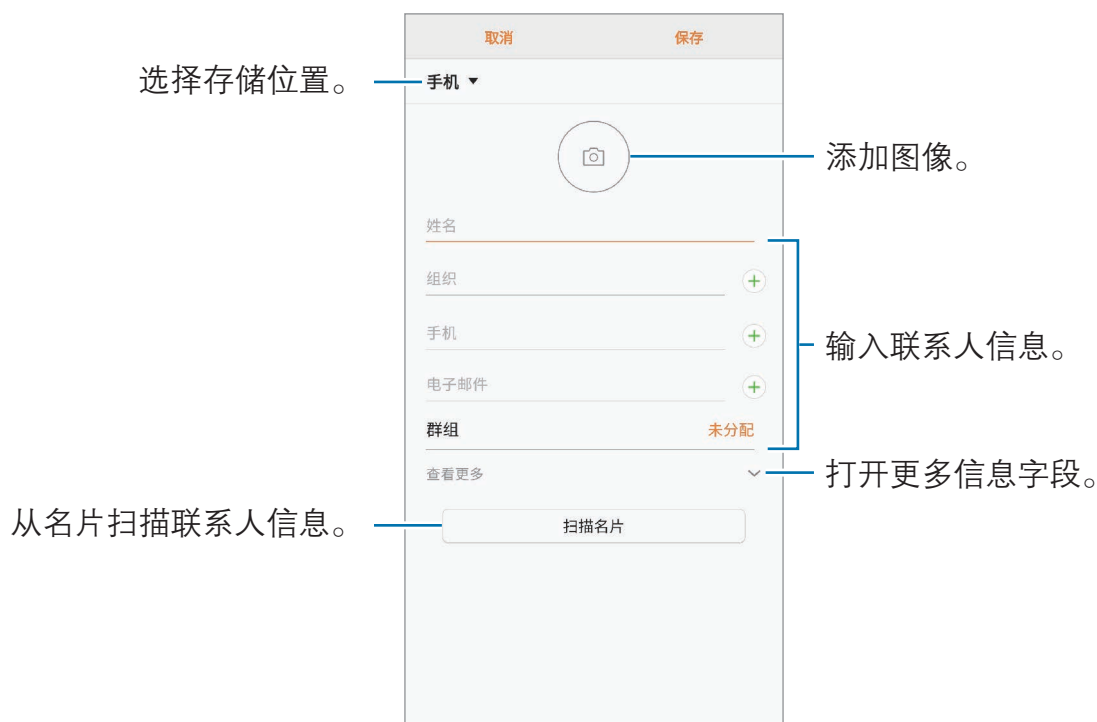 取消 保存
选择存储位置。
手机
添加图像。
姓名
组织
手机
输入联系人信息。
电子邮件
群组 未分配
查看更多
打开更多信息字段。
从名片扫描联系人信息。
扫描名片